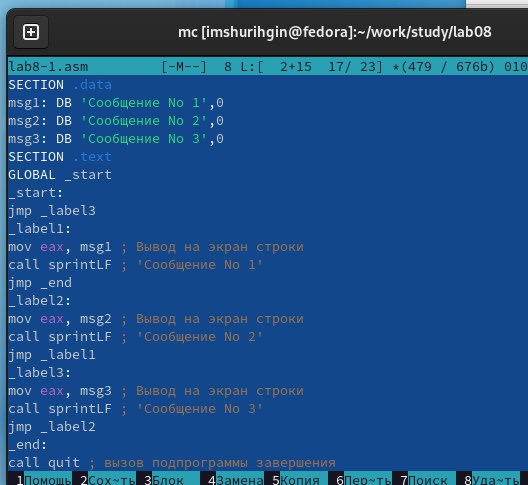 mc [imshurihgin@fedora]:~/work/study/lab08
lab8-1.asm [-M--] 8 L:[ 2+15 17/ 23] *(479 / 676b) 010
SECTION .data
msg1: DB 'Сообщение No 1',0
msg2: DB 'Сообщение No 2',0
msg3: DB 'Сообщение No 3',0
SECTION .text
GLOBAL _start
_start:
jmp _label3
_label1:
mov eax, msg1 ; Вывод на экран строки
call sprintLF ; 'Сообщение No 1'
jmp _end
_label2:
mov eax, msg2 ; Вывод на экран строки
call sprintLF ; 'Сообщение No 2'
jmp _label1
_label3:
mov eax, msg3 ; Вывод на экран строки
call sprintLF ; 'Сообщение No 3'
jmp _label2
_end:
call quit ; вызов подпрограммы завершения
1Помощь 2Сох~ть 3Блок 4Замена 5Копия 6Пер~ть 7Поиск 8Уда~ть